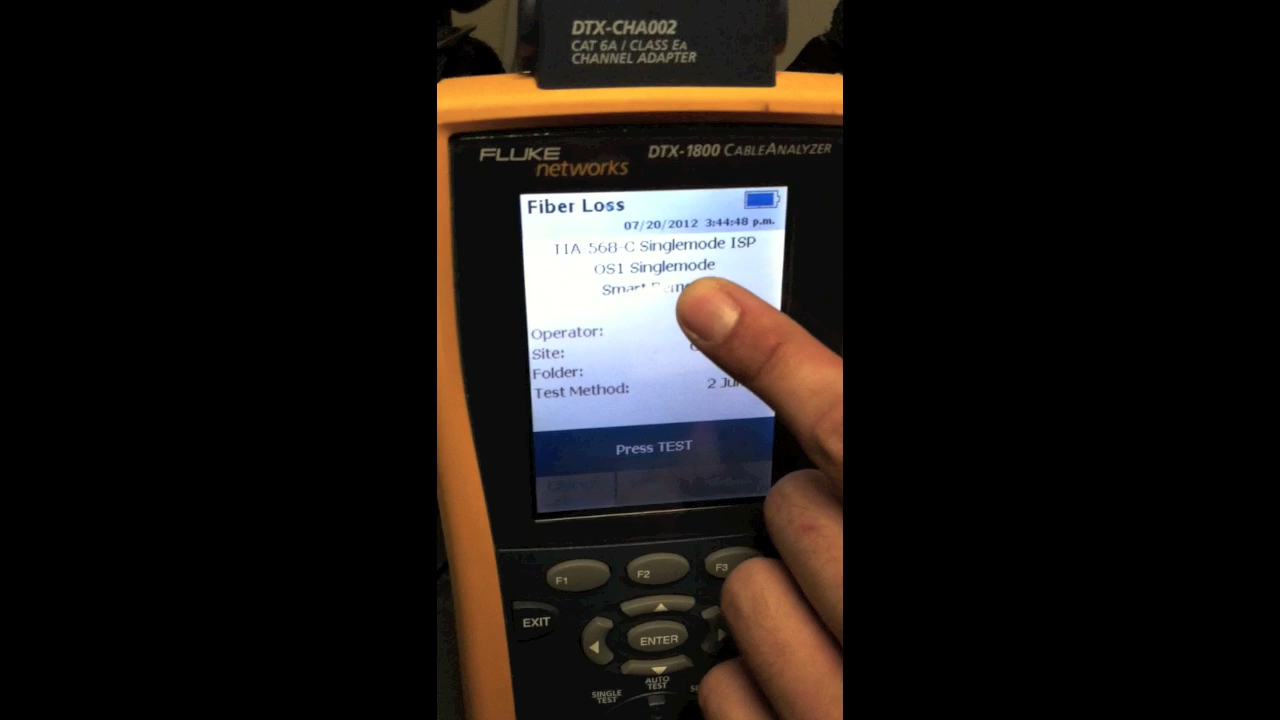 DTX-CHA002
CAT 6A / CLASS EA
CHANNEL ADAPTER
FLUKE
networks
DTX-1800 CABLEANALYZER
Fiber Loss
07/20/2012 3:44:48 p.m.
TIA-568-C Singlemode ISP
OS1 Singlemode
Smart
Operator:
Site:
Folder:
Test Method:
2
Press TEST
F1
F2
F3
EXIT
ENTER
SINGLE
TEST
AUTO
TEST